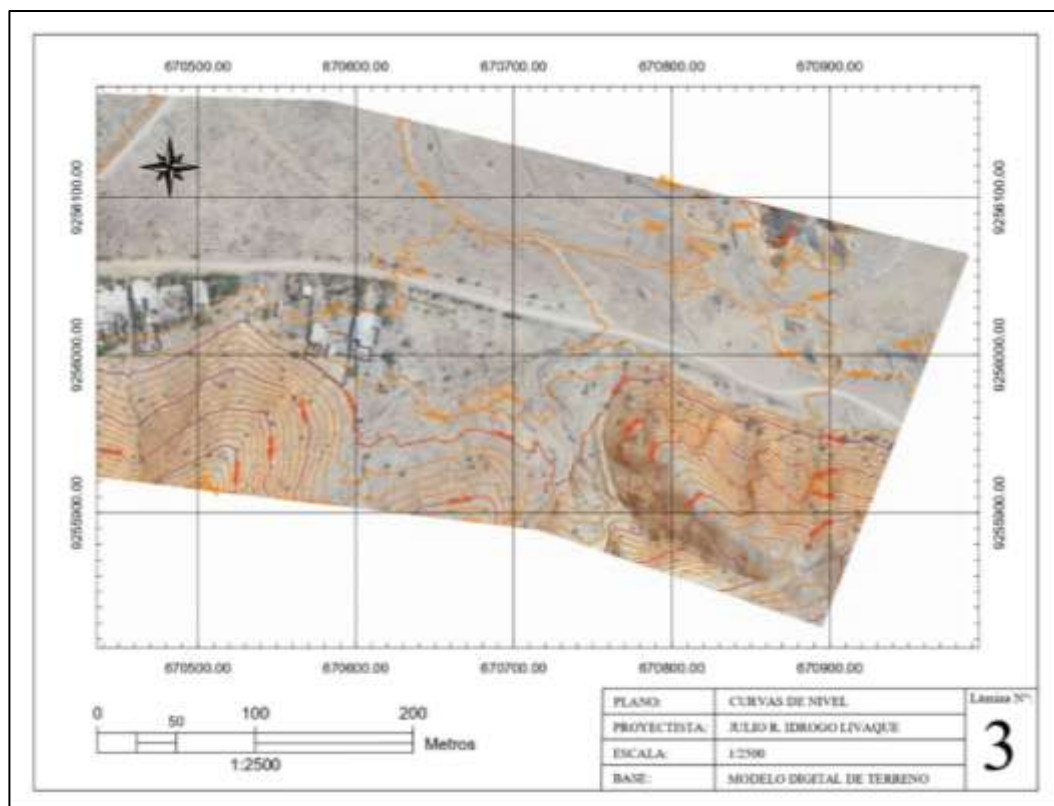 670500.00 670600.00 670700.00 670800.00 670900.00
9256100.00 9256100.00
9256000.00 9256000.00
9255900.00 9255900.00
670500.00 670600.00 670700.00 670800.00 670900.00
0 50 100 200
Metros
1:2500
PLANO: CURVAS DE NIVEL
PROYECTISTA: JULIO R. IDROGO LIVAQUE
ESCALA: 1:2500
BASE: MODELO DIGITAL DE TERRENO
Lámina N°:
3